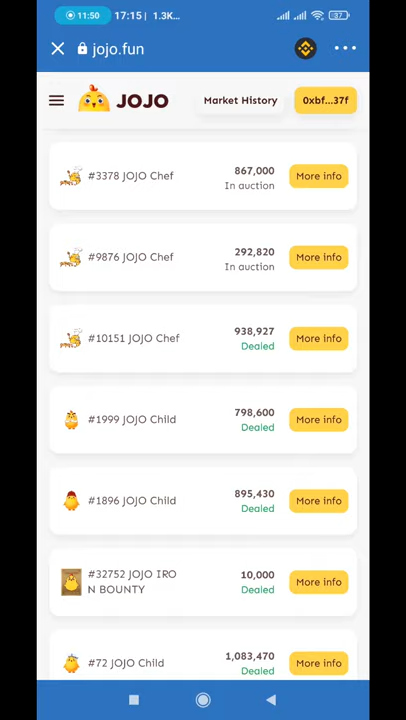 11:50 17:15 | 1.3K... 37
jojo.fun
JOJO Market History 0xbf...37f
#3378 JOJO Chef 867,000 More info
In auction
#9876 JOJO Chef 292,820 More info
In auction
#10151 JOJO Chef 938,927 More info
Dealed
#1999 JOJO Child 798,600 More info
Dealed
#1896 JOJO Child 895,430 More info
Dealed
#32752 JOJO IRO 10,000 More info
N BOUNTY Dealed
#72 JOJO Child 1,083,470 More info
Dealed